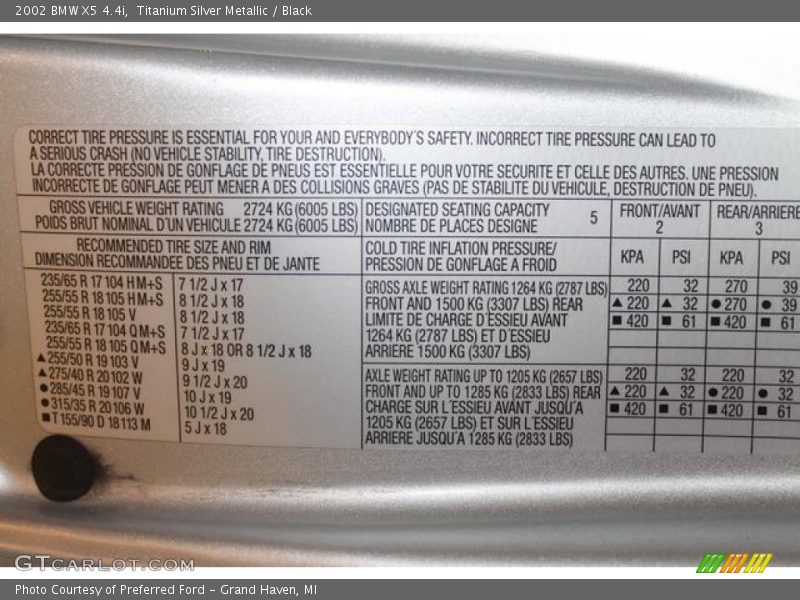 2002 BMW X5 4.4i, Titanium Silver Metallic / Black
CORRECT TIRE PRESSURE IS ESSENTIAL FOR YOUR AND EVERYBODY'S SAFETY. INCORRECT TIRE PRESSURE CAN LEAD TO
A SERIOUS CRASH (NO VEHICLE STABILITY, TIRE DESTRUCTION).
LA CORRECTE PRESSION DE GONFLAGE DE PNEUS EST ESSENTIELLE POUR VOTRE SECURITE ET CELLE DES AUTRES. UNE PRESSION
INCORRECTE DE GONFLAGE PEUT MENER A DES COLLISIONS GRAVES (PAS DE STABILITE DU VEHICULE, DESTRUCTION DE PNEU).
GROSS VEHICLE WEIGHT RATING 2724 KG (6005 LBS)
POIDS BRUT NOMINAL D'UN VEHICULE 2724 KG (6005 LBS)
DESIGNATED SEATING CAPACITY
NOMBRE DE PLACES DESIGNE
5
FRONT/AVANT
2
REAR/ARRIERE
3
RECOMMENDED TIRE SIZE AND RIM
DIMENSION RECOMMANDEE DES PNEU ET DE JANTE
COLD TIRE INFLATION PRESSURE/
PRESSION DE GONFLAGE A FROID
KPA PSI KPA PSI
235/65 R 17 104 H M+S 7 1/2 J x 17
255/55 R 18 105 H M+S 8 1/2 J x 18
255/55 R 18 105 V 8 1/2 J x 18
235/65 R 17 104 Q M+S 7 1/2 J x 17
255/55 R 18 105 Q M+S 8 J x 18 OR 8 1/2 J x 18
▲ 255/50 R 19 103 V 9 J x 19
▲ 275/40 R 20 102 W 9 1/2 J x 20
● 285/45 R 19 107 V 10 J x 19
● 315/35 R 20 106 W 10 1/2 J x 20
■ T 155/90 D 18 113 M 5 J x 18
GROSS AXLE WEIGHT RATING 1264 KG (2787 LBS)
FRONT AND 1500 KG (3307 LBS) REAR
LIMITE DE CHARGE D'ESSIEU AVANT
1264 KG (2787 LBS) ET D'ESSIEU
ARRIERE 1500 KG (3307 LBS)
220 32 270 39
▲ 220 ▲ 32 ● 270 ● 39
■ 420 ■ 61 ■ 420 ■ 61
AXLE WEIGHT RATING UP TO 1205 KG (2657 LBS)
FRONT AND UP TO 1285 KG (2833 LBS) REAR
CHARGE SUR L'ESSIEU AVANT JUSQU'A
1205 KG (2657 LBS) ET SUR L'ESSIEU
ARRIERE JUSQU'A 1285 KG (2833 LBS)
220 32 220 32
▲ 220 ▲ 32 ● 220 ● 32
■ 420 ■ 61 ■ 420 ■ 61
GTCARLOT.COM
Photo Courtesy of Preferred Ford – Grand Haven, MI